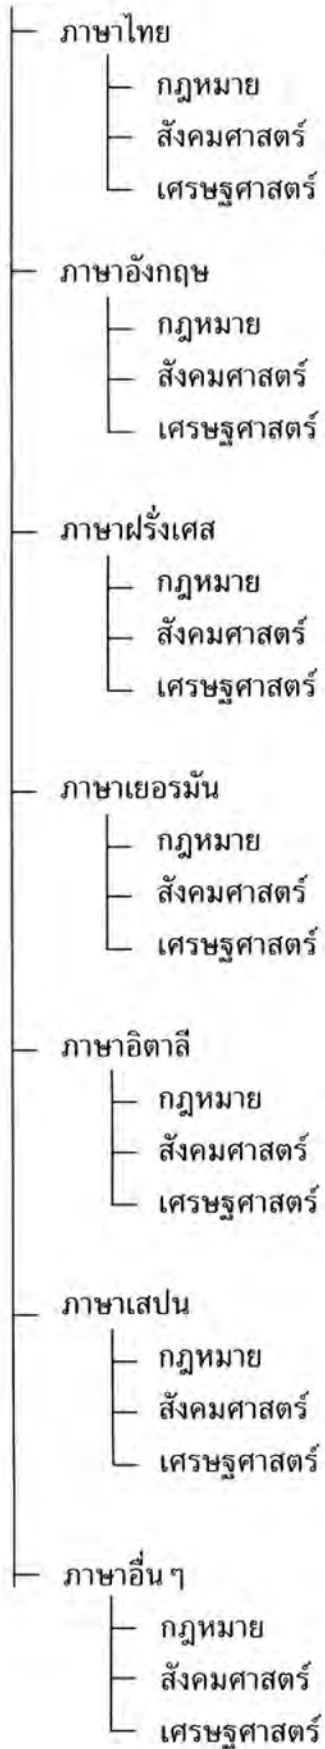 ภาษาไทย
กฎหมาย
สังคมศาสตร์
เศรษฐศาสตร์
ภาษาอังกฤษ
กฎหมาย
สังคมศาสตร์
เศรษฐศาสตร์
ภาษาฝรั่งเศส
กฎหมาย
สังคมศาสตร์
เศรษฐศาสตร์
ภาษาเยอรมัน
กฎหมาย
สังคมศาสตร์
เศรษฐศาสตร์
ภาษาอิตาลี
กฎหมาย
สังคมศาสตร์
เศรษฐศาสตร์
ภาษาเสปน
กฎหมาย
สังคมศาสตร์
เศรษฐศาสตร์
ภาษาอื่น ๆ
กฎหมาย
สังคมศาสตร์
เศรษฐศาสตร์